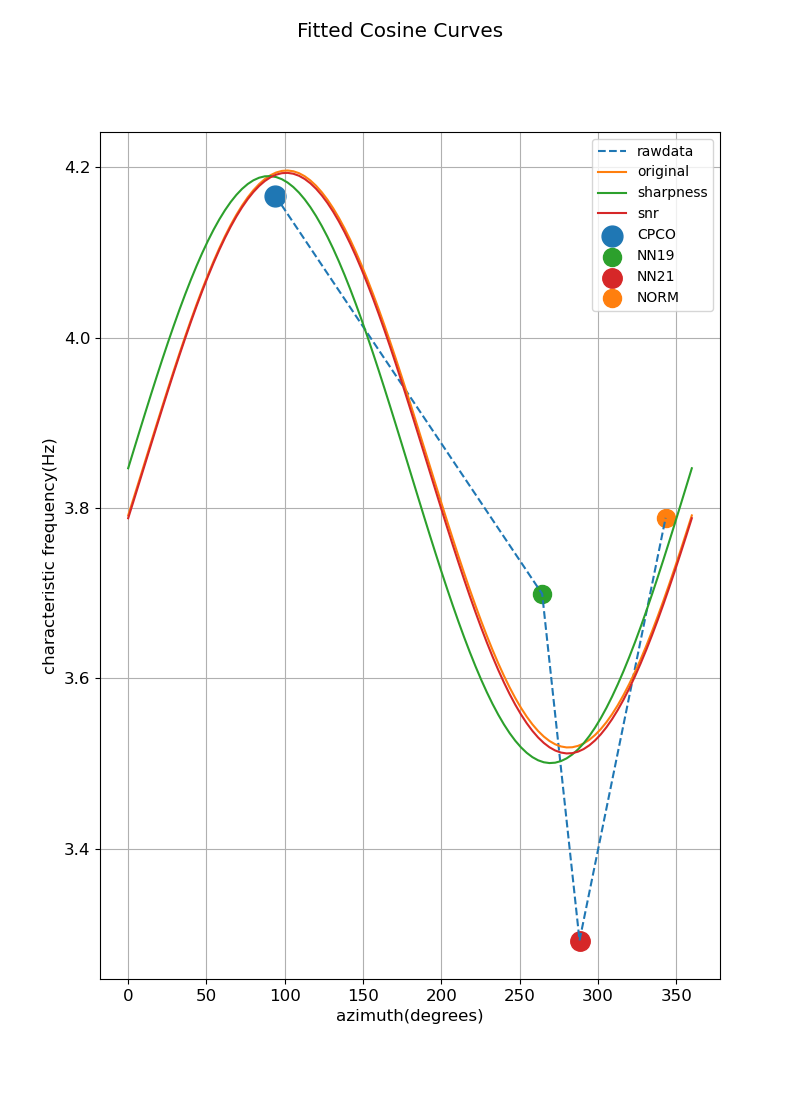 Fitted Cosine Curves
rawdata
original
sharpness
snr
CPCO
NN19
NN21
NORM
4.2
4.0
3.8
3.6
3.4
characteristic frequency(Hz)
0 50 100 150 200 250 300 350
azimuth(degrees)